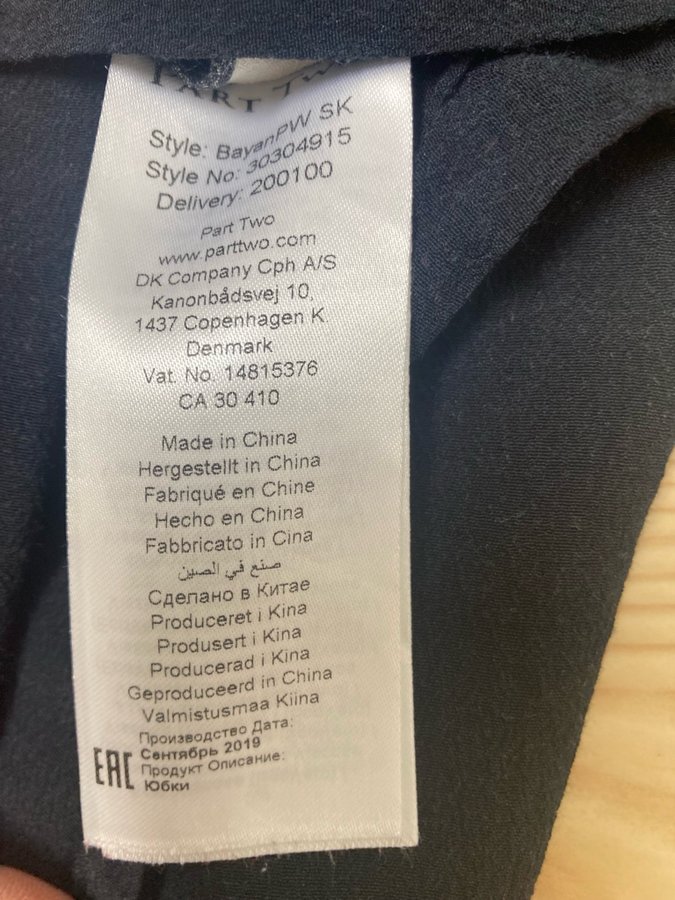 PART TWO
Style: BayanPW SK
Style No: 30304915
Delivery: 200100
Part Two
www.parttwo.com
DK Company Cph A/S
Kanonbådsvej 10,
1437 Copenhagen K
Denmark
Vat. No. 14815376
CA 30 410
Made in China
Hergestellt in China
Fabriqué en Chine
Hecho en China
Fabbricato in Cina
صنع في الصين
Сделано в Китае
Produceret i Kina
Produsert i Kina
Producerad i Kina
Geproduceerd in China
Valmistusmaa Kiina
Производство Дата:
Сентябрь 2019
Продукт Описание:
Юбки
EAC